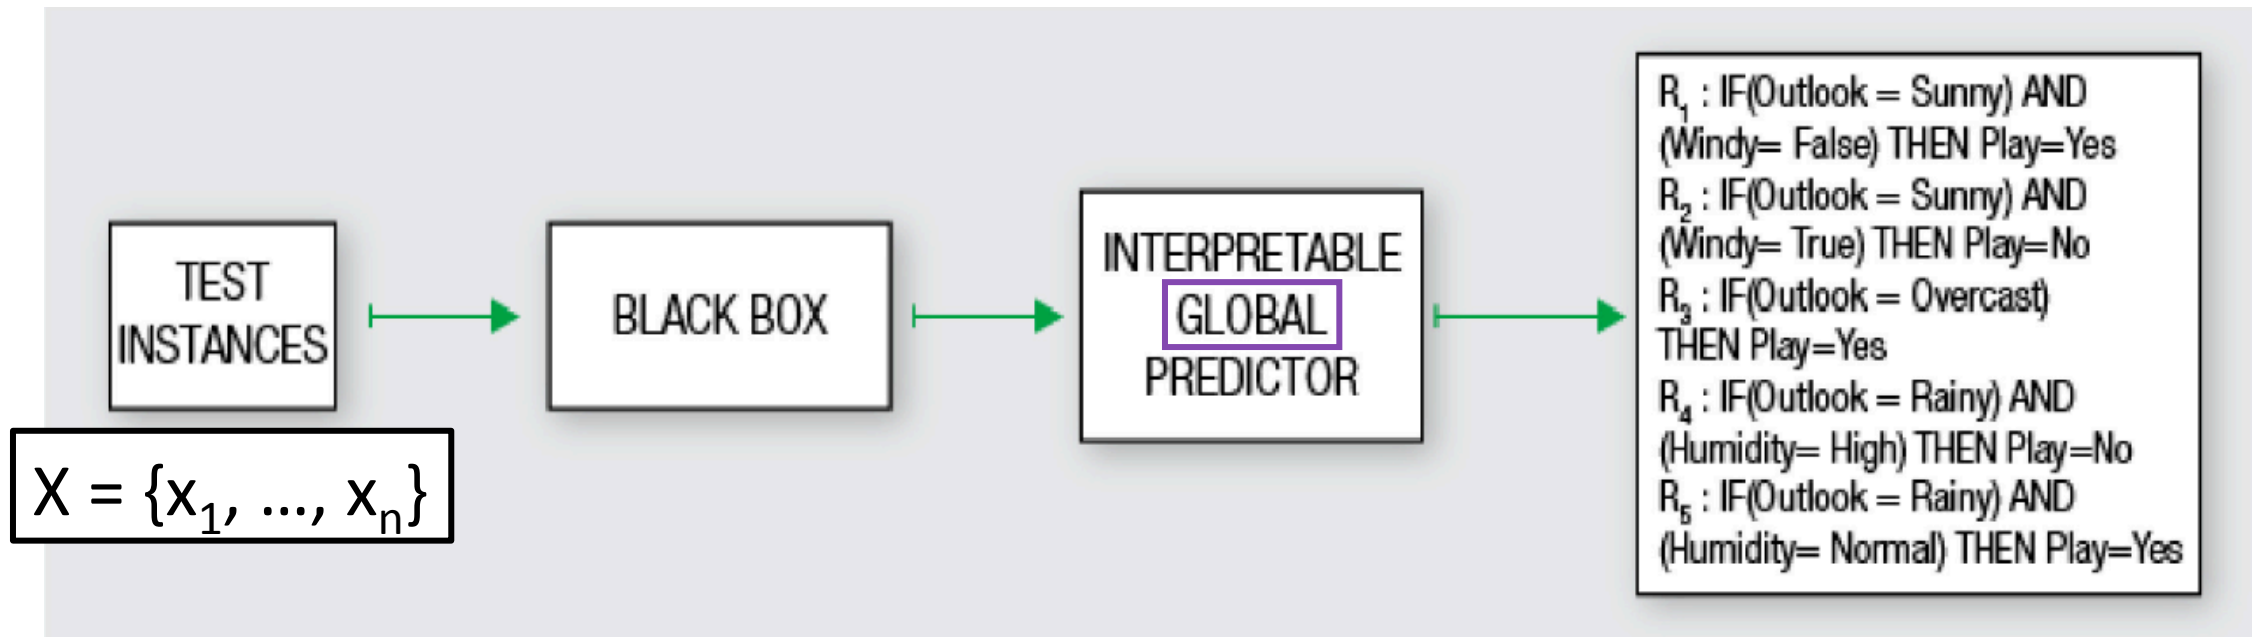 TEST
INSTANCES
X = {x₁, ..., xₙ}
BLACK BOX
INTERPRETABLE
GLOBAL
PREDICTOR
R₁ : IF(Outlook = Sunny) AND
(Windy= False) THEN Play=Yes
R₂ : IF(Outlook = Sunny) AND
(Windy= True) THEN Play=No
R₃ : IF(Outlook = Overcast)
THEN Play=Yes
R₄ : IF(Outlook = Rainy) AND
(Humidity= High) THEN Play=No
R₅ : IF(Outlook = Rainy) AND
(Humidity= Normal) THEN Play=Yes